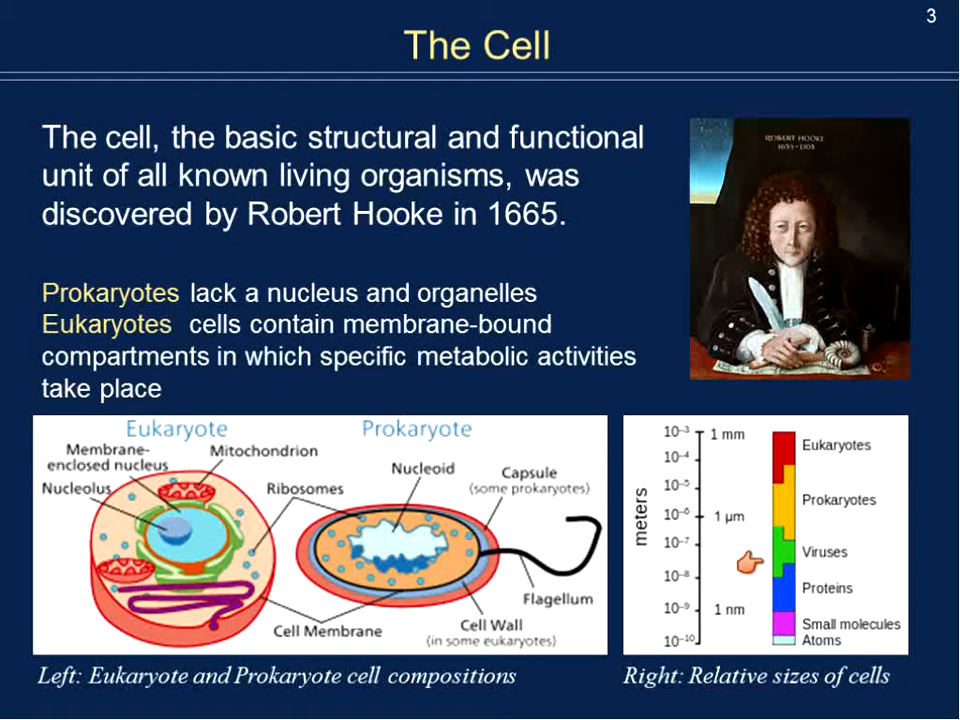 3
The Cell
The cell, the basic structural and functional
unit of all known living organisms, was
discovered by Robert Hooke in 1665.
ROBERT HOOKE
1635-1703
Prokaryotes lack a nucleus and organelles
Eukaryotes cells contain membrane-bound
compartments in which specific metabolic activities
take place
Eukaryote
Prokaryote
Membrane-
enclosed nucleus
Mitochondrion
Nucleolus
Ribosomes
Nucleoid
Capsule
(some prokaryotes)
Flagellum
Cell Membrane
Cell Wall
(in some eukaryotes)
meters
10⁻³
10⁻⁴
10⁻⁵
10⁻⁶
10⁻⁷
10⁻⁸
10⁻⁹
10⁻¹⁰
1 mm
1 μm
1 nm
Eukaryotes
Prokaryotes
Viruses
Proteins
Small molecules
Atoms
Left: Eukaryote and Prokaryote cell compositions
Right: Relative sizes of cells